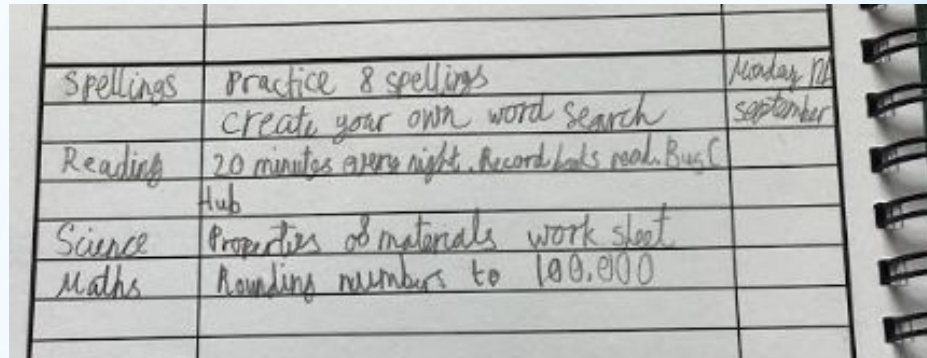 Spellings Practice 8 spellings Monday
create your own word search september
Reading 20 minutes every night. Record books read. Bug C
Hub
Science Properties of materials work sheet
Maths Rounding numbers to 100.000